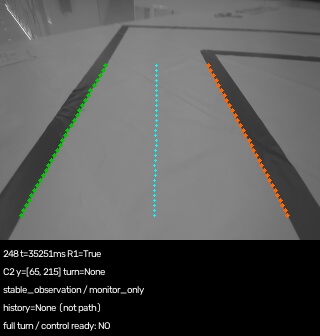 248 t=35251ms R1=True
C2 y=[65, 215] turn=None
stable_observation / monitor_only
history=None (not path)
full turn / control ready: NO